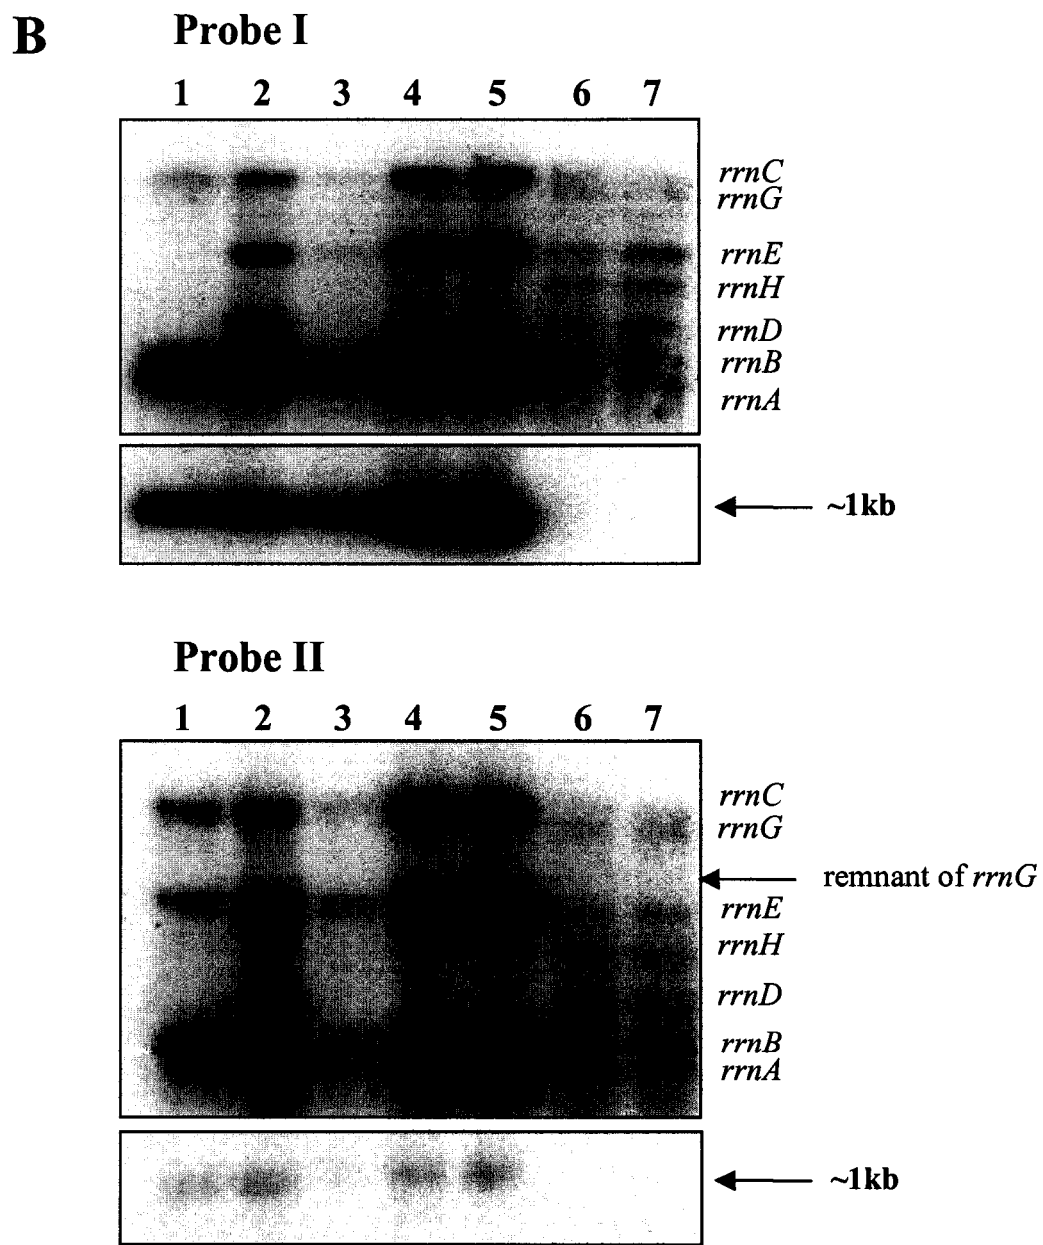 B
Probe I
1 2 3 4 5 6 7
rrnC
rrnG
rrnE
rrnH
rrnD
rrnB
rrnA
~1kb
Probe II
1 2 3 4 5 6 7
rrnC
rrnG
remnant of rrnG
rrnE
rrnH
rrnD
rrnB
rrnA
~1kb